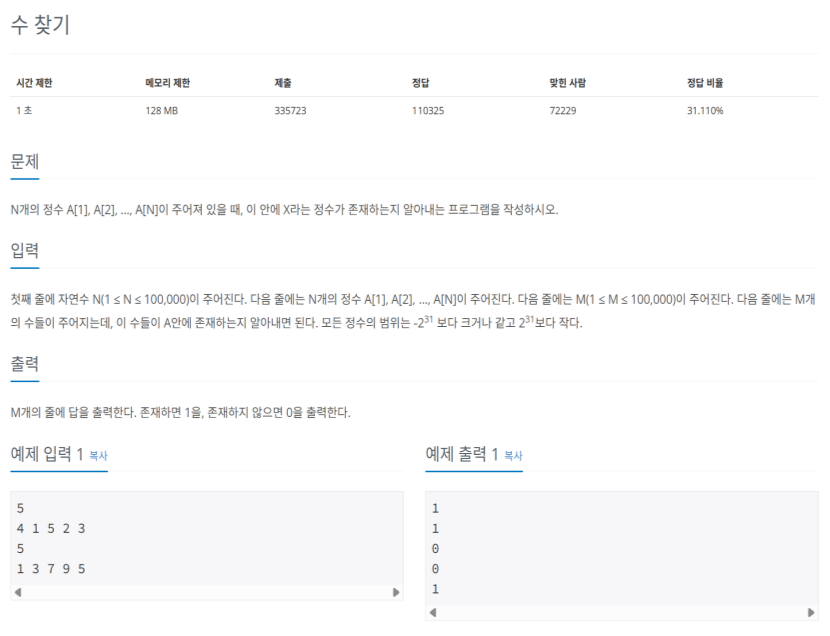 수 찾기
시간 제한 메모리 제한 제출 정답 맞힌 사람 정답 비율
1 초 128 MB 335723 110325 72229 31.110%
문제
N개의 정수 A[1], A[2], …, A[N]이 주어져 있을 때, 이 안에 X라는 정수가 존재하는지 알아내는 프로그램을 작성하시오.
입력
첫째 줄에 자연수 N(1 ≤ N ≤ 100,000)이 주어진다. 다음 줄에는 N개의 정수 A[1], A[2], …, A[N]이 주어진다. 다음 줄에는 M(1 ≤ M ≤ 100,000)이 주어진다. 다음 줄에는 M개
의 수들이 주어지는데, 이 수들이 A안에 존재하는지 알아내면 된다. 모든 정수의 범위는 -2³¹ 보다 크거나 같고 2³¹보다 작다.
출력
M개의 줄에 답을 출력한다. 존재하면 1을, 존재하지 않으면 0을 출력한다.
예제 입력 1 복사
5
4 1 5 2 3
5
1 3 7 9 5
예제 출력 1 복사
1
1
0
0
1